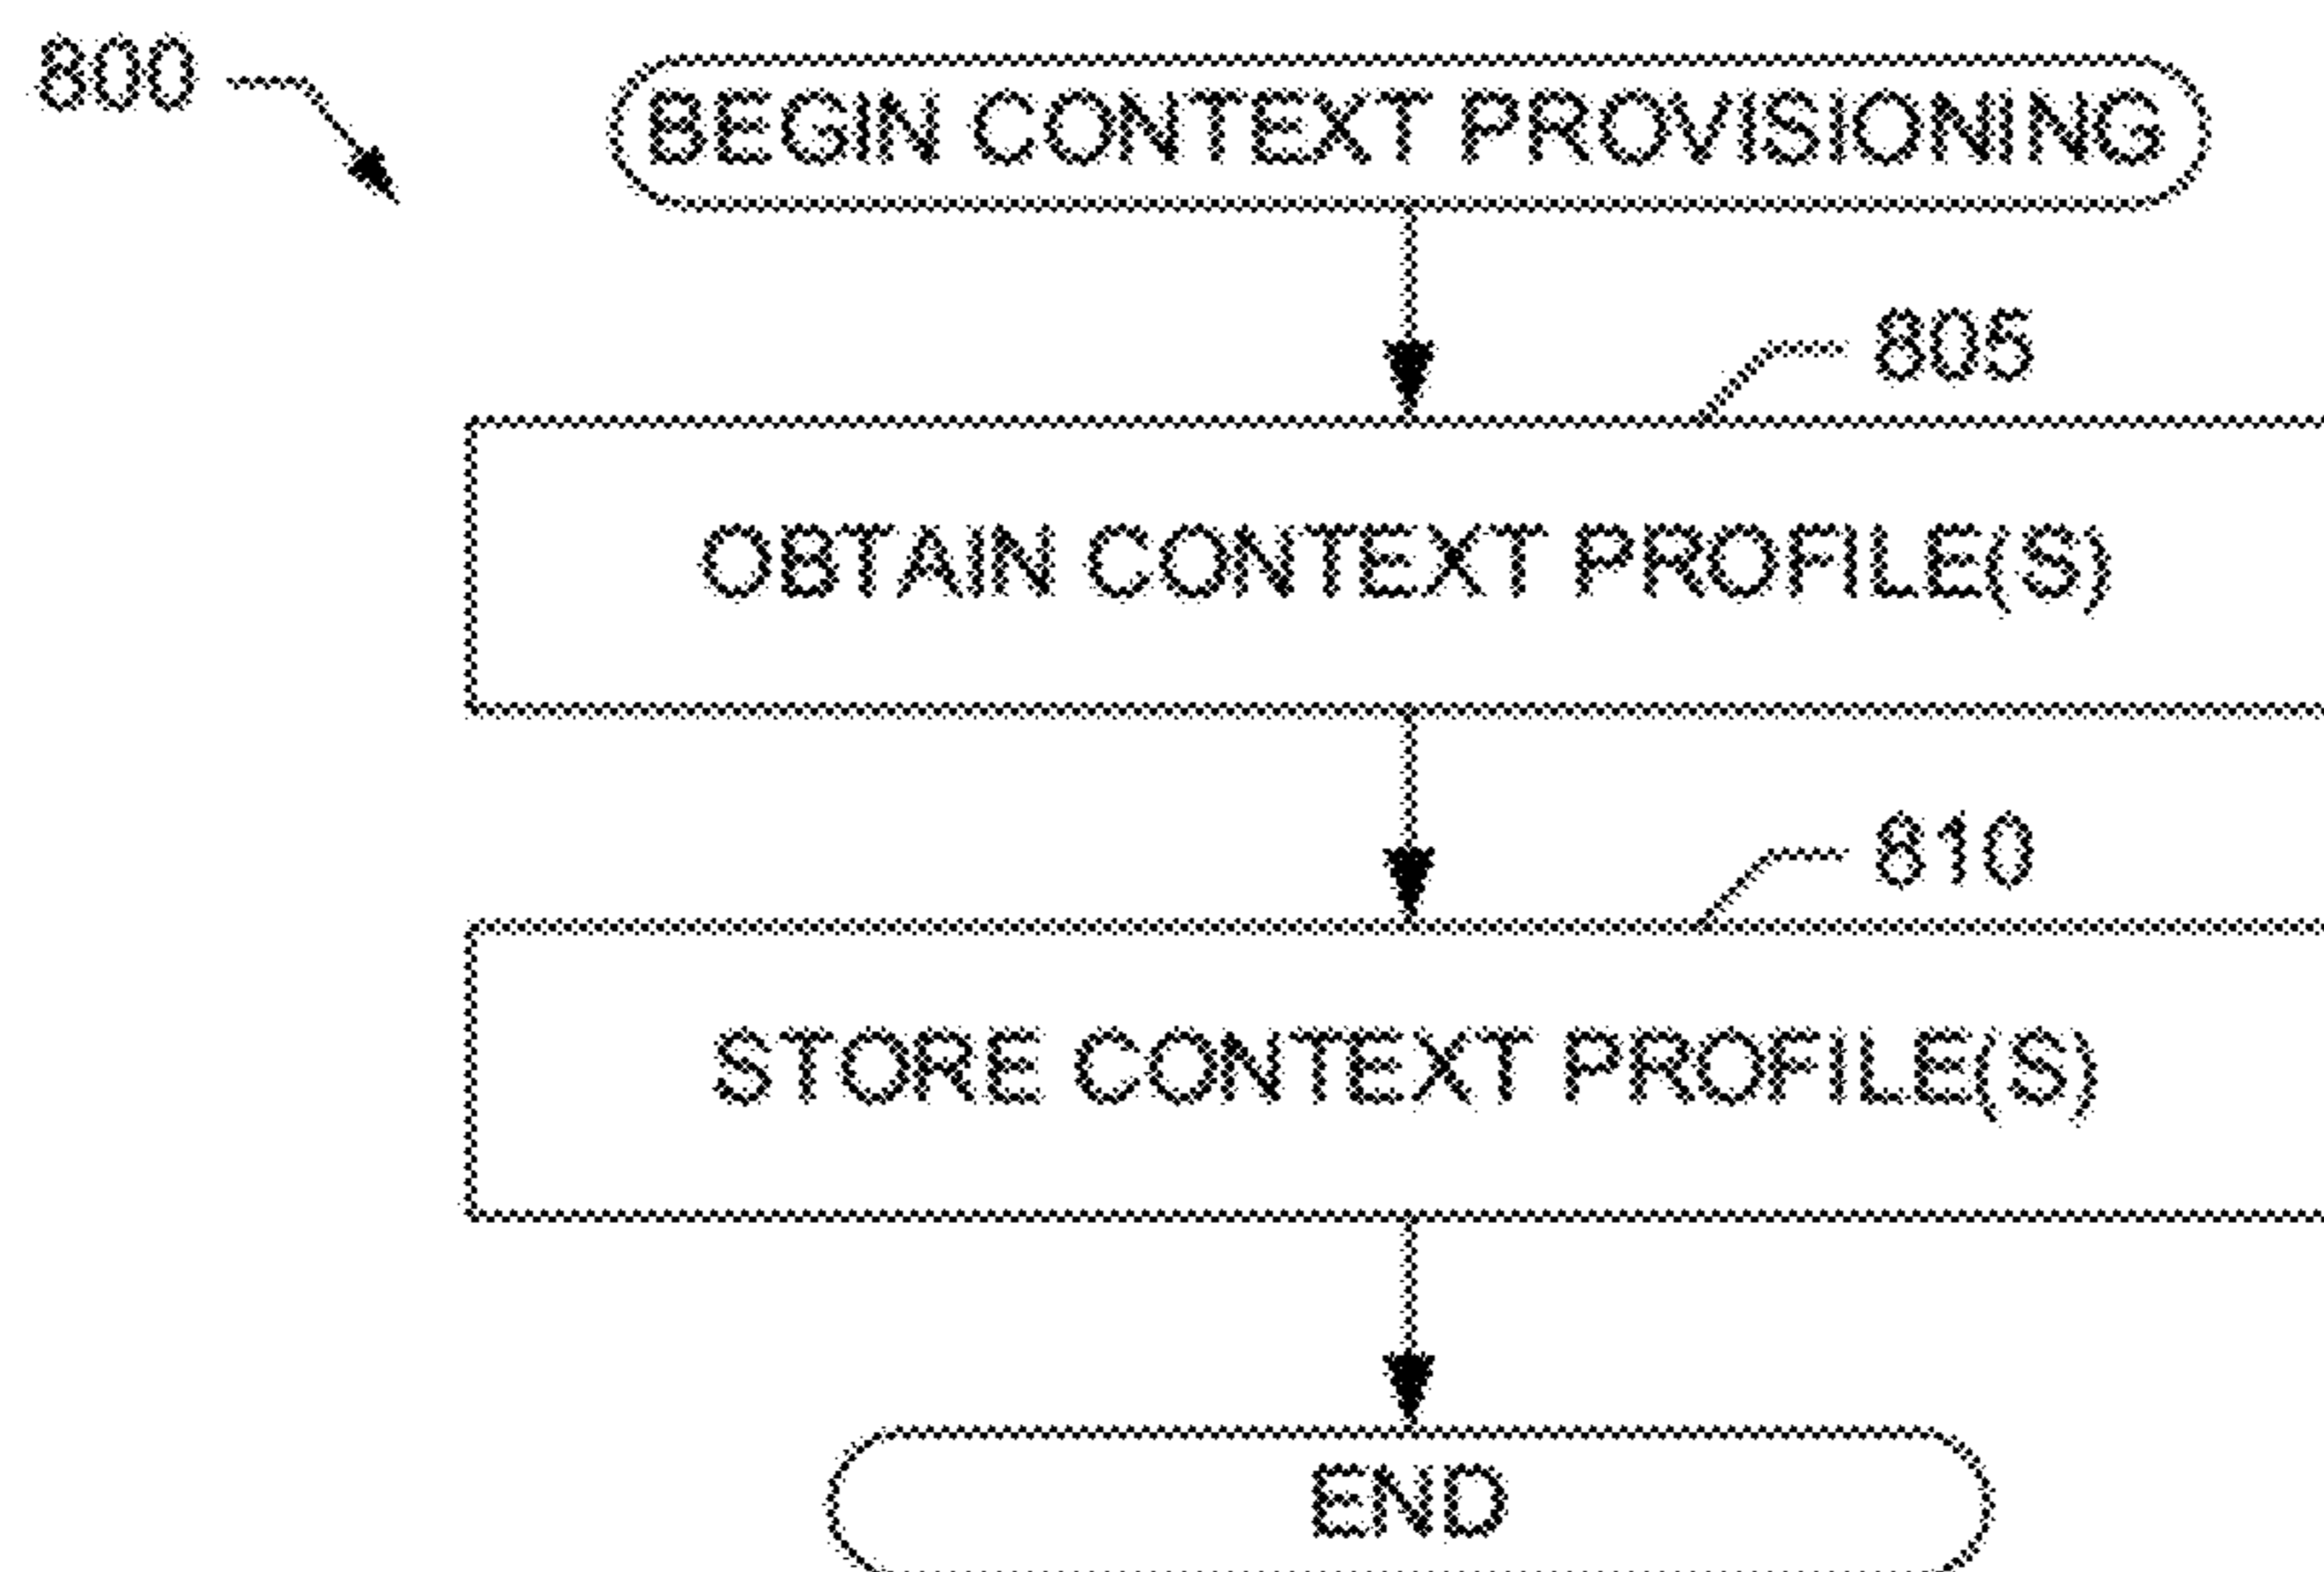 800
BEGIN CONTEXT PROVISIONING
805
OBTAIN CONTEXT PROFILE(S)
810
STORE CONTEXT PROFILE(S)
END